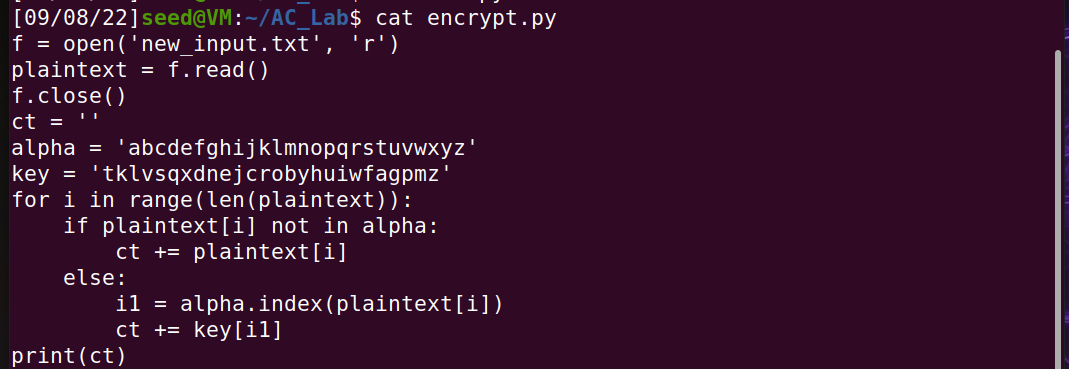 [09/08/22]seed@VM:~/AC_Lab$ cat encrypt.py
f = open('new_input.txt', 'r')
plaintext = f.read()
f.close()
ct = ''
alpha = 'abcdefghijklmnopqrstuvwxyz'
key = 'tklvsqxdnejcrobyhuiwfagpmz'
for i in range(len(plaintext)):
    if plaintext[i] not in alpha:
        ct += plaintext[i]
    else:
        i1 = alpha.index(plaintext[i])
        ct += key[i1]
print(ct)